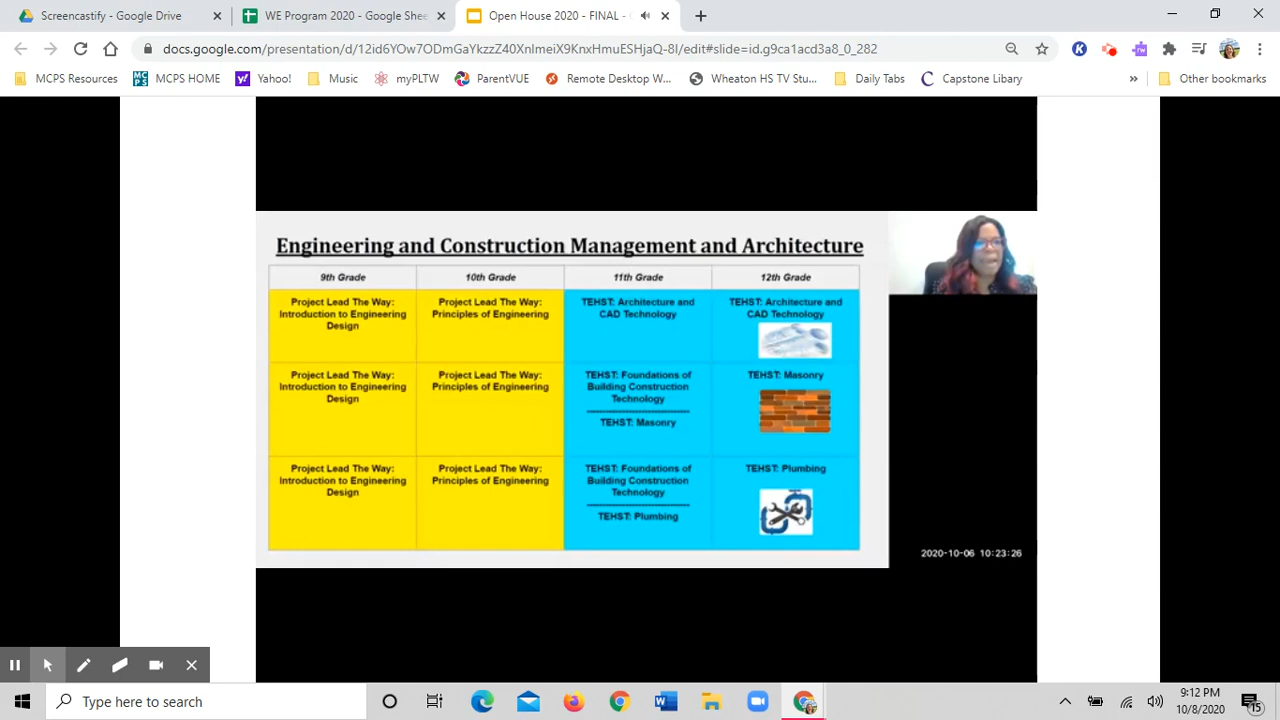 Screencastify - Google Drive
WE Program 2020 - Google Shee
Open House 2020 - FINAL -
docs.google.com/presentation/d/12id6YOw7ODmGaYkzzZ40XnImeiX9KnxHmuESHjaQ-8I/edit#slide=id.g9ca1acd3a8_0_282
MCPS Resources
MCPS HOME
Yahoo!
Music
myPLTW
ParentVUE
Remote Desktop W...
Wheaton HS TV Stu...
Daily Tabs
Capstone Library
»
Other bookmarks
Engineering and Construction Management and Architecture
9th Grade
10th Grade
11th Grade
12th Grade
Project Lead The Way:
Introduction to Engineering
Design
Project Lead The Way:
Principles of Engineering
TEHST: Architecture and
CAD Technology
TEHST: Architecture and
CAD Technology
Project Lead The Way:
Introduction to Engineering
Design
Project Lead The Way:
Principles of Engineering
TEHST: Foundations of
Building Construction
Technology
TEHST: Masonry
TEHST: Masonry
Project Lead The Way:
Introduction to Engineering
Design
Project Lead The Way:
Principles of Engineering
TEHST: Foundations of
Building Construction
Technology
TEHST: Plumbing
TEHST: Plumbing
2020-10-06 10:23:26
Type here to search
9:12 PM
10/8/2020
15